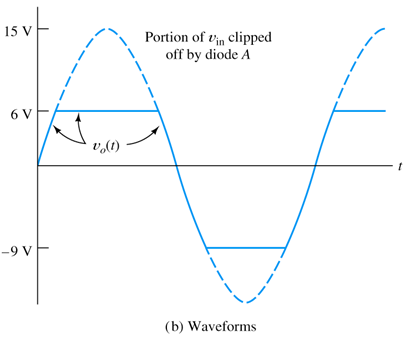 15 V
Portion of v_in clipped
off by diode A
6 V
v_o(t)
t
–9 V
(b) Waveforms